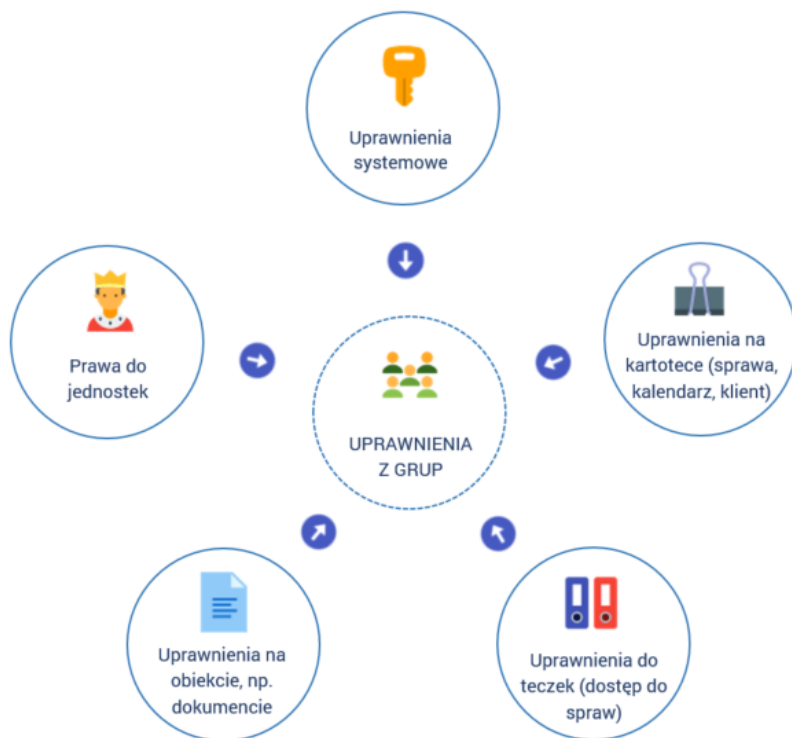 Uprawnienia
systemowe
Prawa do
jednostek
Uprawnienia na
kartotece (sprawa,
kalendarz, klient)
UPRAWNIENIA
Z GRUP
Uprawnienia na
obiekcie, np.
dokumencie
Uprawnienia do
teczek (dostęp do
spraw)